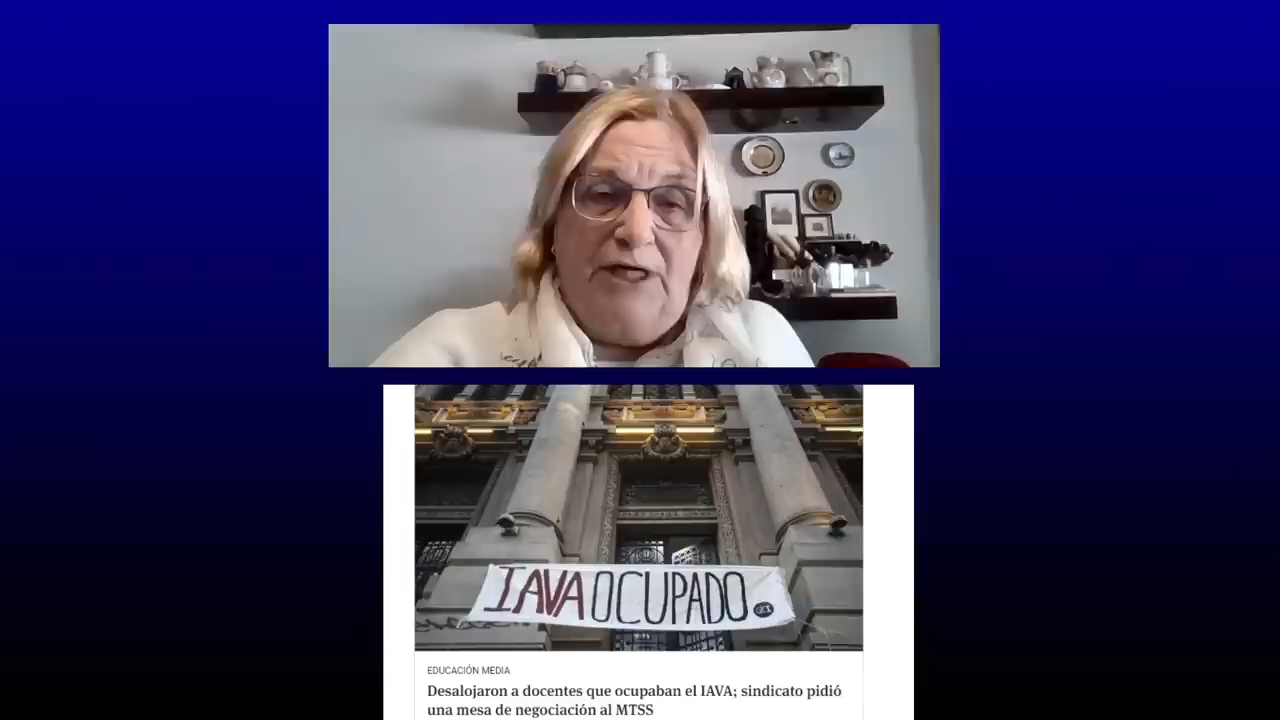 IAVA OCUPADO.
EDUCACIÓN MEDIA
Desalojaron a docentes que ocupaban el IAVA; sindicato pidió
una mesa de negociación al MTSS